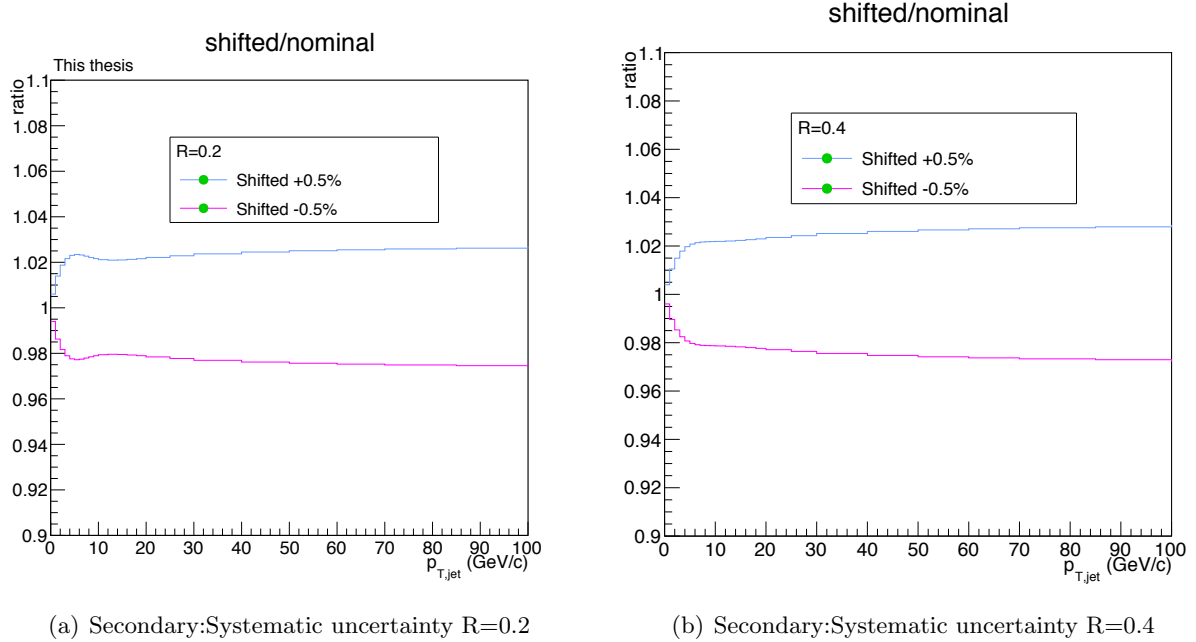 shifted/nominal
This thesis
ratio
1.1
1.08
1.06
1.04
1.02
1
0.98
0.96
0.94
0.92
0.9
R=0.2
Shifted +0.5%
Shifted -0.5%
0 10 20 30 40 50 60 70 80 90 100
p_T,jet (GeV/c)
(a) Secondary:Systematic uncertainty R=0.2
shifted/nominal
ratio
1.1
1.08
1.06
1.04
1.02
1
0.98
0.96
0.94
0.92
0.9
R=0.4
Shifted +0.5%
Shifted -0.5%
0 10 20 30 40 50 60 70 80 90 100
p_T,jet (GeV/c)
(b) Secondary:Systematic uncertainty R=0.4